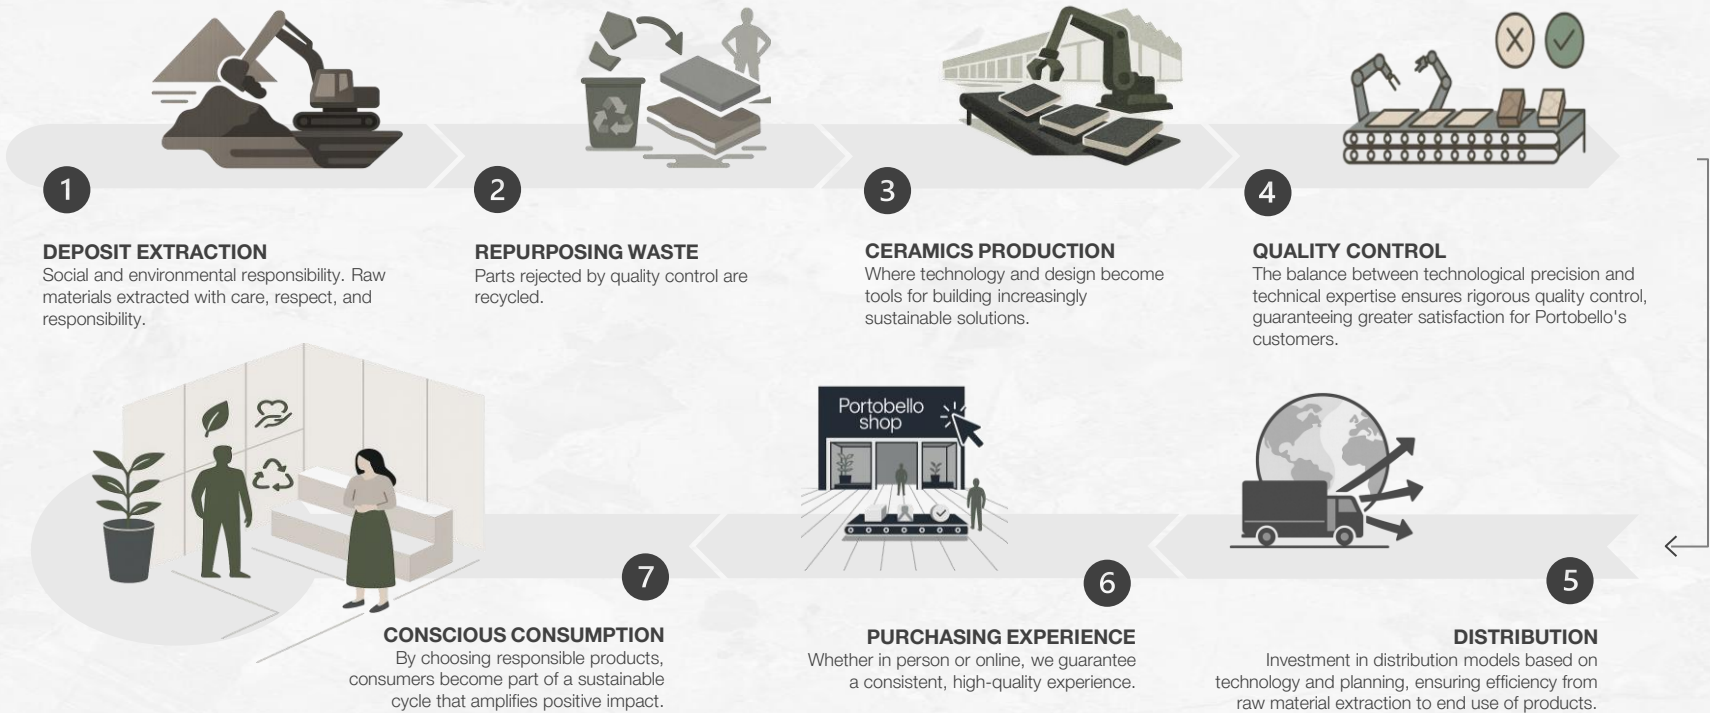 1
DEPOSIT EXTRACTION
Social and environmental responsibility. Raw
materials extracted with care, respect, and
responsibility.
2
REPURPOSING WASTE
Parts rejected by quality control are
recycled.
3
CERAMICS PRODUCTION
Where technology and design become
tools for building increasingly
sustainable solutions.
4
QUALITY CONTROL
The balance between technological precision and
technical expertise ensures rigorous quality control,
guaranteeing greater satisfaction for Portobello's
customers.
5
DISTRIBUTION
Investment in distribution models based on
technology and planning, ensuring efficiency from
raw material extraction to end use of products.
Portobello
shop
6
PURCHASING EXPERIENCE
Whether in person or online, we guarantee
a consistent, high-quality experience.
7
CONSCIOUS CONSUMPTION
By choosing responsible products,
consumers become part of a sustainable
cycle that amplifies positive impact.